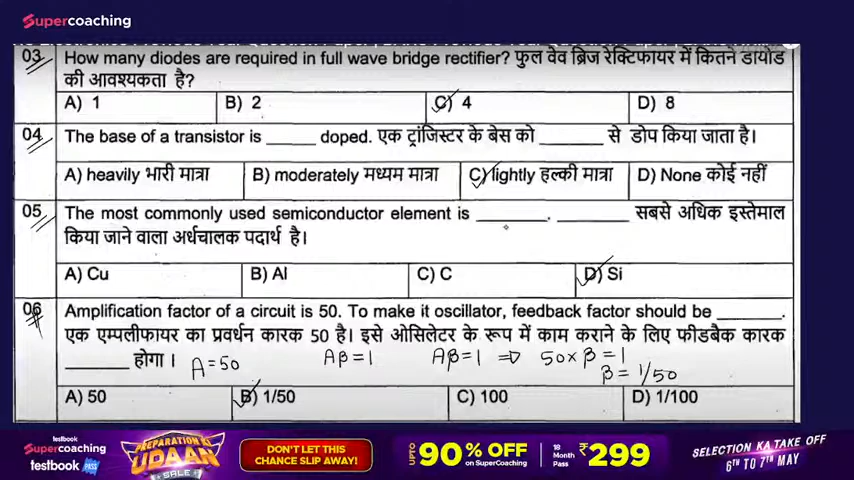 Supercoaching
03 How many diodes are required in full wave bridge rectifier? फुल वेव ब्रिज रेक्टिफायर में कितने डायोड
की आवश्यकता है?
A) 1 B) 2 C) 4 D) 8
04 The base of a transistor is _____ doped. एक ट्रांजिस्टर के बेस को ______ से डोप किया जाता है।
A) heavily भारी मात्रा B) moderately मध्यम मात्रा C) lightly हल्की मात्रा D) None कोई नहीं
05 The most commonly used semiconductor element is ________. ________ सबसे अधिक इस्तेमाल
किया जाने वाला अर्धचालक पदार्थ है।
A) Cu B) Al C) C D) Si
06 Amplification factor of a circuit is 50. To make it oscillator, feedback factor should be _______.
एक एम्पलीफायर का प्रवर्धन कारक 50 है। इसे ओसिलेटर के रूप में काम कराने के लिए फीडबैक कारक
_______ होगा। A=50 Aβ=1 Aβ=1 ⇒ 50×β=1
β=1/50
A) 50 B) 1/50 C) 100 D) 1/100
testbook
Supercoaching
testbook PASS
PREPARATION KI
UDAAN
SALE
DON'T LET THIS
CHANCE SLIP AWAY!
UPTO 90% OFF
on SuperCoaching
18 Month Pass ₹299
SELECTION KA TAKE OFF
6TH TO 7TH MAY